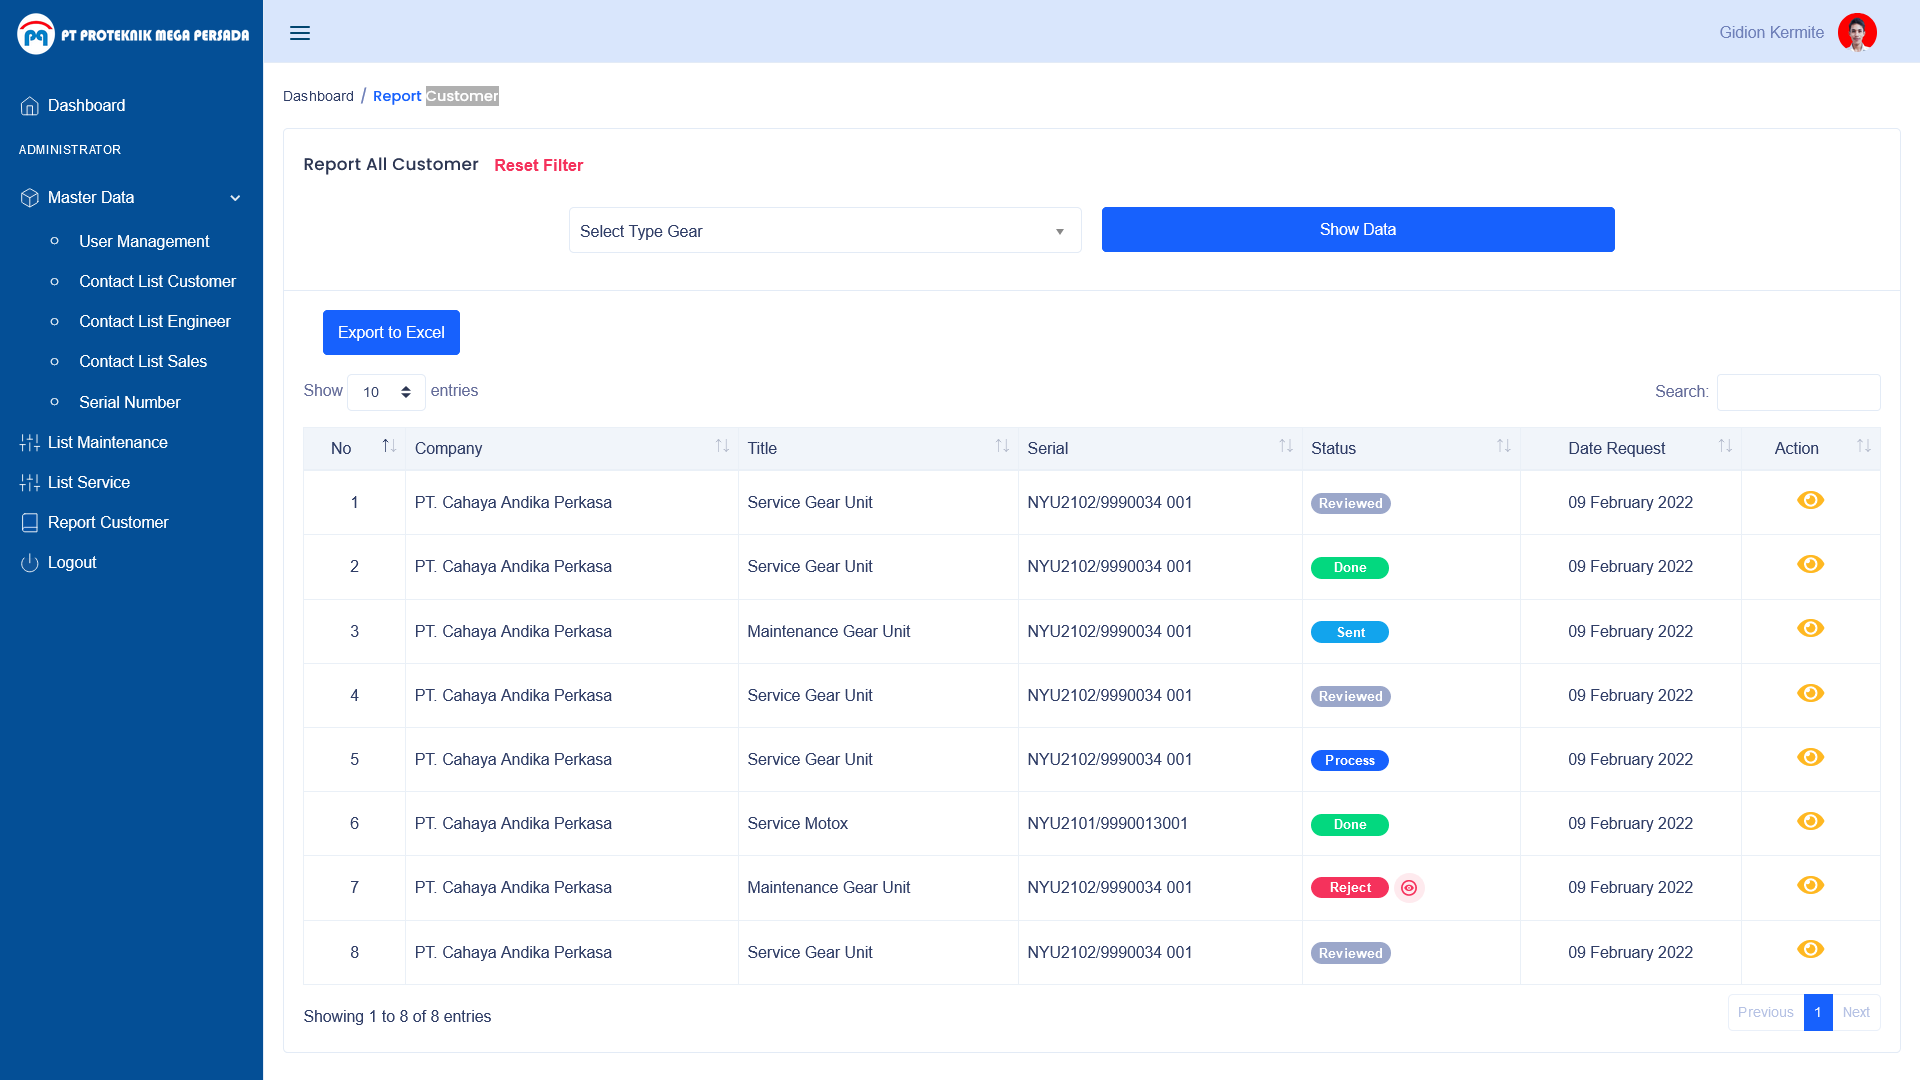 PT PROTEKNIK MEGA PERSADA
Gidion Kermite
Dashboard
ADMINISTRATOR
Master Data
User Management
Contact List Customer
Contact List Engineer
Contact List Sales
Serial Number
List Maintenance
List Service
Report Customer
Logout
Dashboard / Report Customer
Report All Customer Reset Filter
Select Type Gear Show Data
Export to Excel
Show 10 entries Search:
No Company Title Serial Status Date Request Action
1 PT. Cahaya Andika Perkasa Service Gear Unit NYU2102/9990034 001 Reviewed 09 February 2022
2 PT. Cahaya Andika Perkasa Service Gear Unit NYU2102/9990034 001 Done 09 February 2022
3 PT. Cahaya Andika Perkasa Maintenance Gear Unit NYU2102/9990034 001 Sent 09 February 2022
4 PT. Cahaya Andika Perkasa Service Gear Unit NYU2102/9990034 001 Reviewed 09 February 2022
5 PT. Cahaya Andika Perkasa Service Gear Unit NYU2102/9990034 001 Process 09 February 2022
6 PT. Cahaya Andika Perkasa Service Motox NYU2101/9990013001 Done 09 February 2022
7 PT. Cahaya Andika Perkasa Maintenance Gear Unit NYU2102/9990034 001 Reject 09 February 2022
8 PT. Cahaya Andika Perkasa Service Gear Unit NYU2102/9990034 001 Reviewed 09 February 2022
Showing 1 to 8 of 8 entries Previous 1 Next